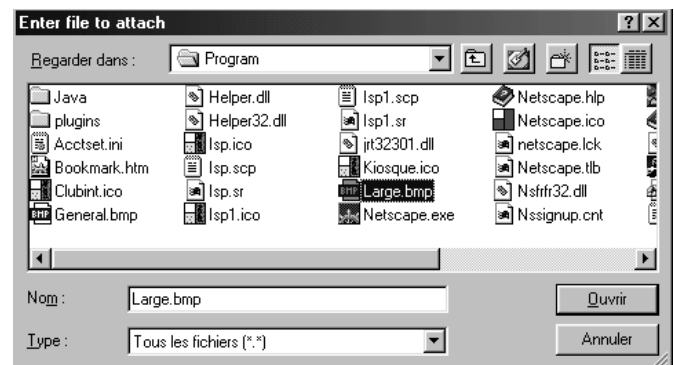 Enter file to attach
Regarder dans : Program
Java Helper.dll Isp1.scp Netscape.hlp
plugins Helper32.dll Isp1.sr Netscape.ico
Acctset.ini Isp.ico jrt32301.dll netscape.lck
Bookmark.htm Isp.scp Kiosque.ico Netscape.tlb
Clubint.ico Isp.sr Large.bmp Nsfrfr32.dll
General.bmp Isp1.ico Netscape.exe Nssignup.cnt
Nom : Large.bmp Ouvrir
Type : Tous les fichiers (*.*) Annuler